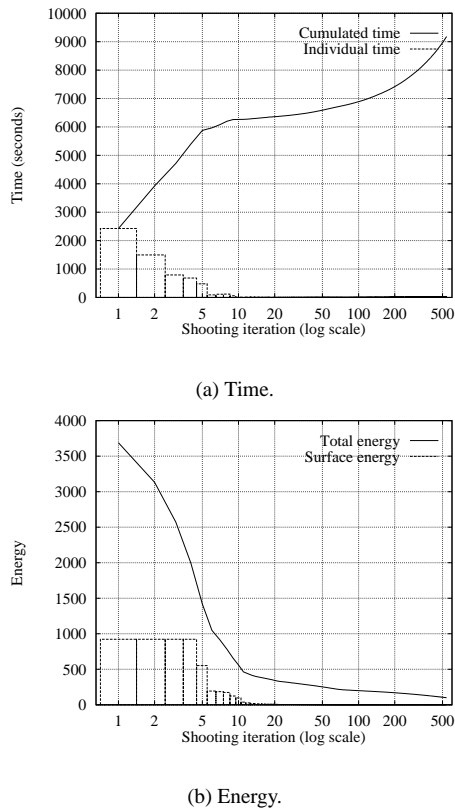 10000
9000
8000
7000
6000
5000
4000
3000
2000
1000
0
Time (seconds)
Cumulated time
Individual time
1 2 5 10 20 50 100 200 500
Shooting iteration (log scale)
(a) Time.
4000
3500
3000
2500
2000
1500
1000
500
0
Energy
Total energy
Surface energy
1 2 5 10 20 50 100 200 500
Shooting iteration (log scale)
(b) Energy.